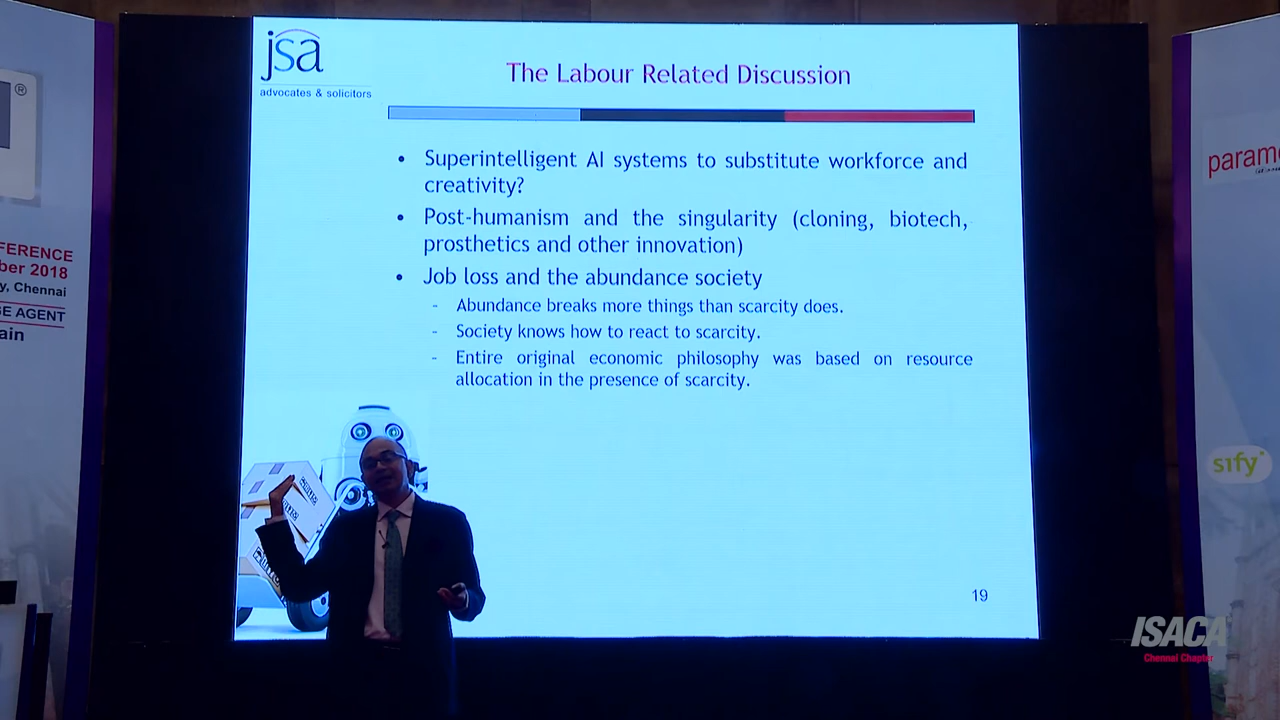 jsa
advocates & solicitors
The Labour Related Discussion
• Superintelligent AI systems to substitute workforce and
creativity?
• Post-humanism and the singularity (cloning, biotech,
prosthetics and other innovation)
• Job loss and the abundance society
- Abundance breaks more things than scarcity does.
- Society knows how to react to scarcity.
- Entire original economic philosophy was based on resource
allocation in the presence of scarcity.
19
®
FERENCE
ber 2018
y, Chennai
GE AGENT
ain
param
sify
ISACA
Chennai Chapter